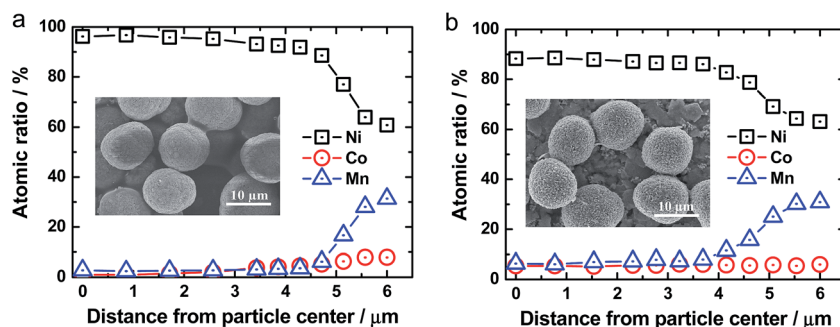 a
Atomic ratio / %
100
80
60
40
20
0
10 μm
Ni
Co
Mn
0
1
2
3
4
5
6
Distance from particle center / μm
b
Atomic ratio / %
100
80
60
40
20
0
10 μm
Ni
Co
Mn
0
1
2
3
4
5
6
Distance from particle center / μm